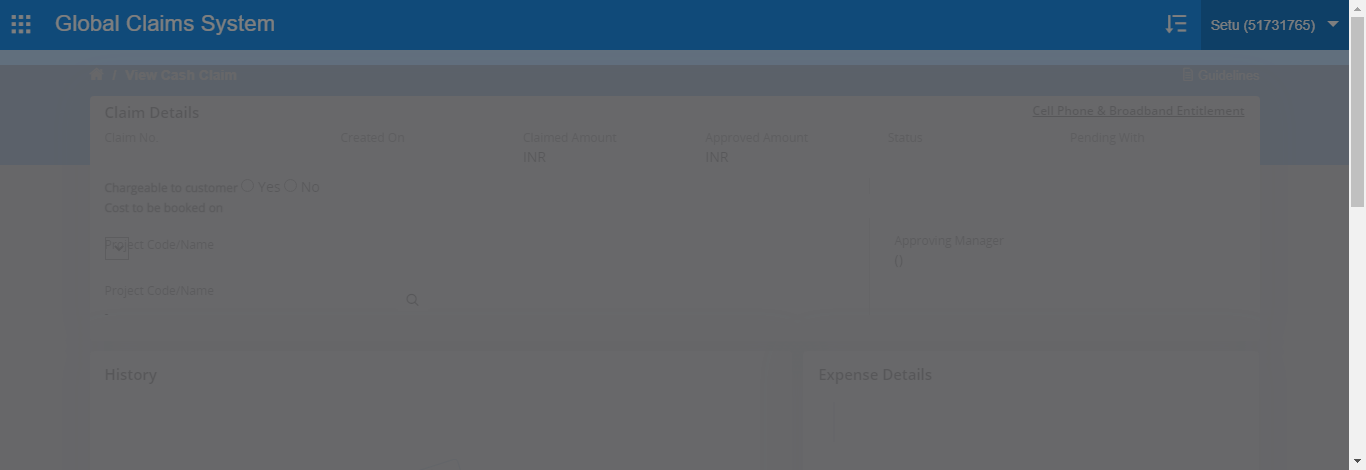 Global Claims System
Setu (51731765)
/ View Cash Claim
Guidelines
Claim Details
Cell Phone & Broadband Entitlement
Claim No. Created On Claimed Amount Approved Amount Status Pending With
INR INR
Chargeable to customer Yes No
Cost to be booked on
Project Code/Name
Approving Manager
()
Project Code/Name
-
History
Expense Details